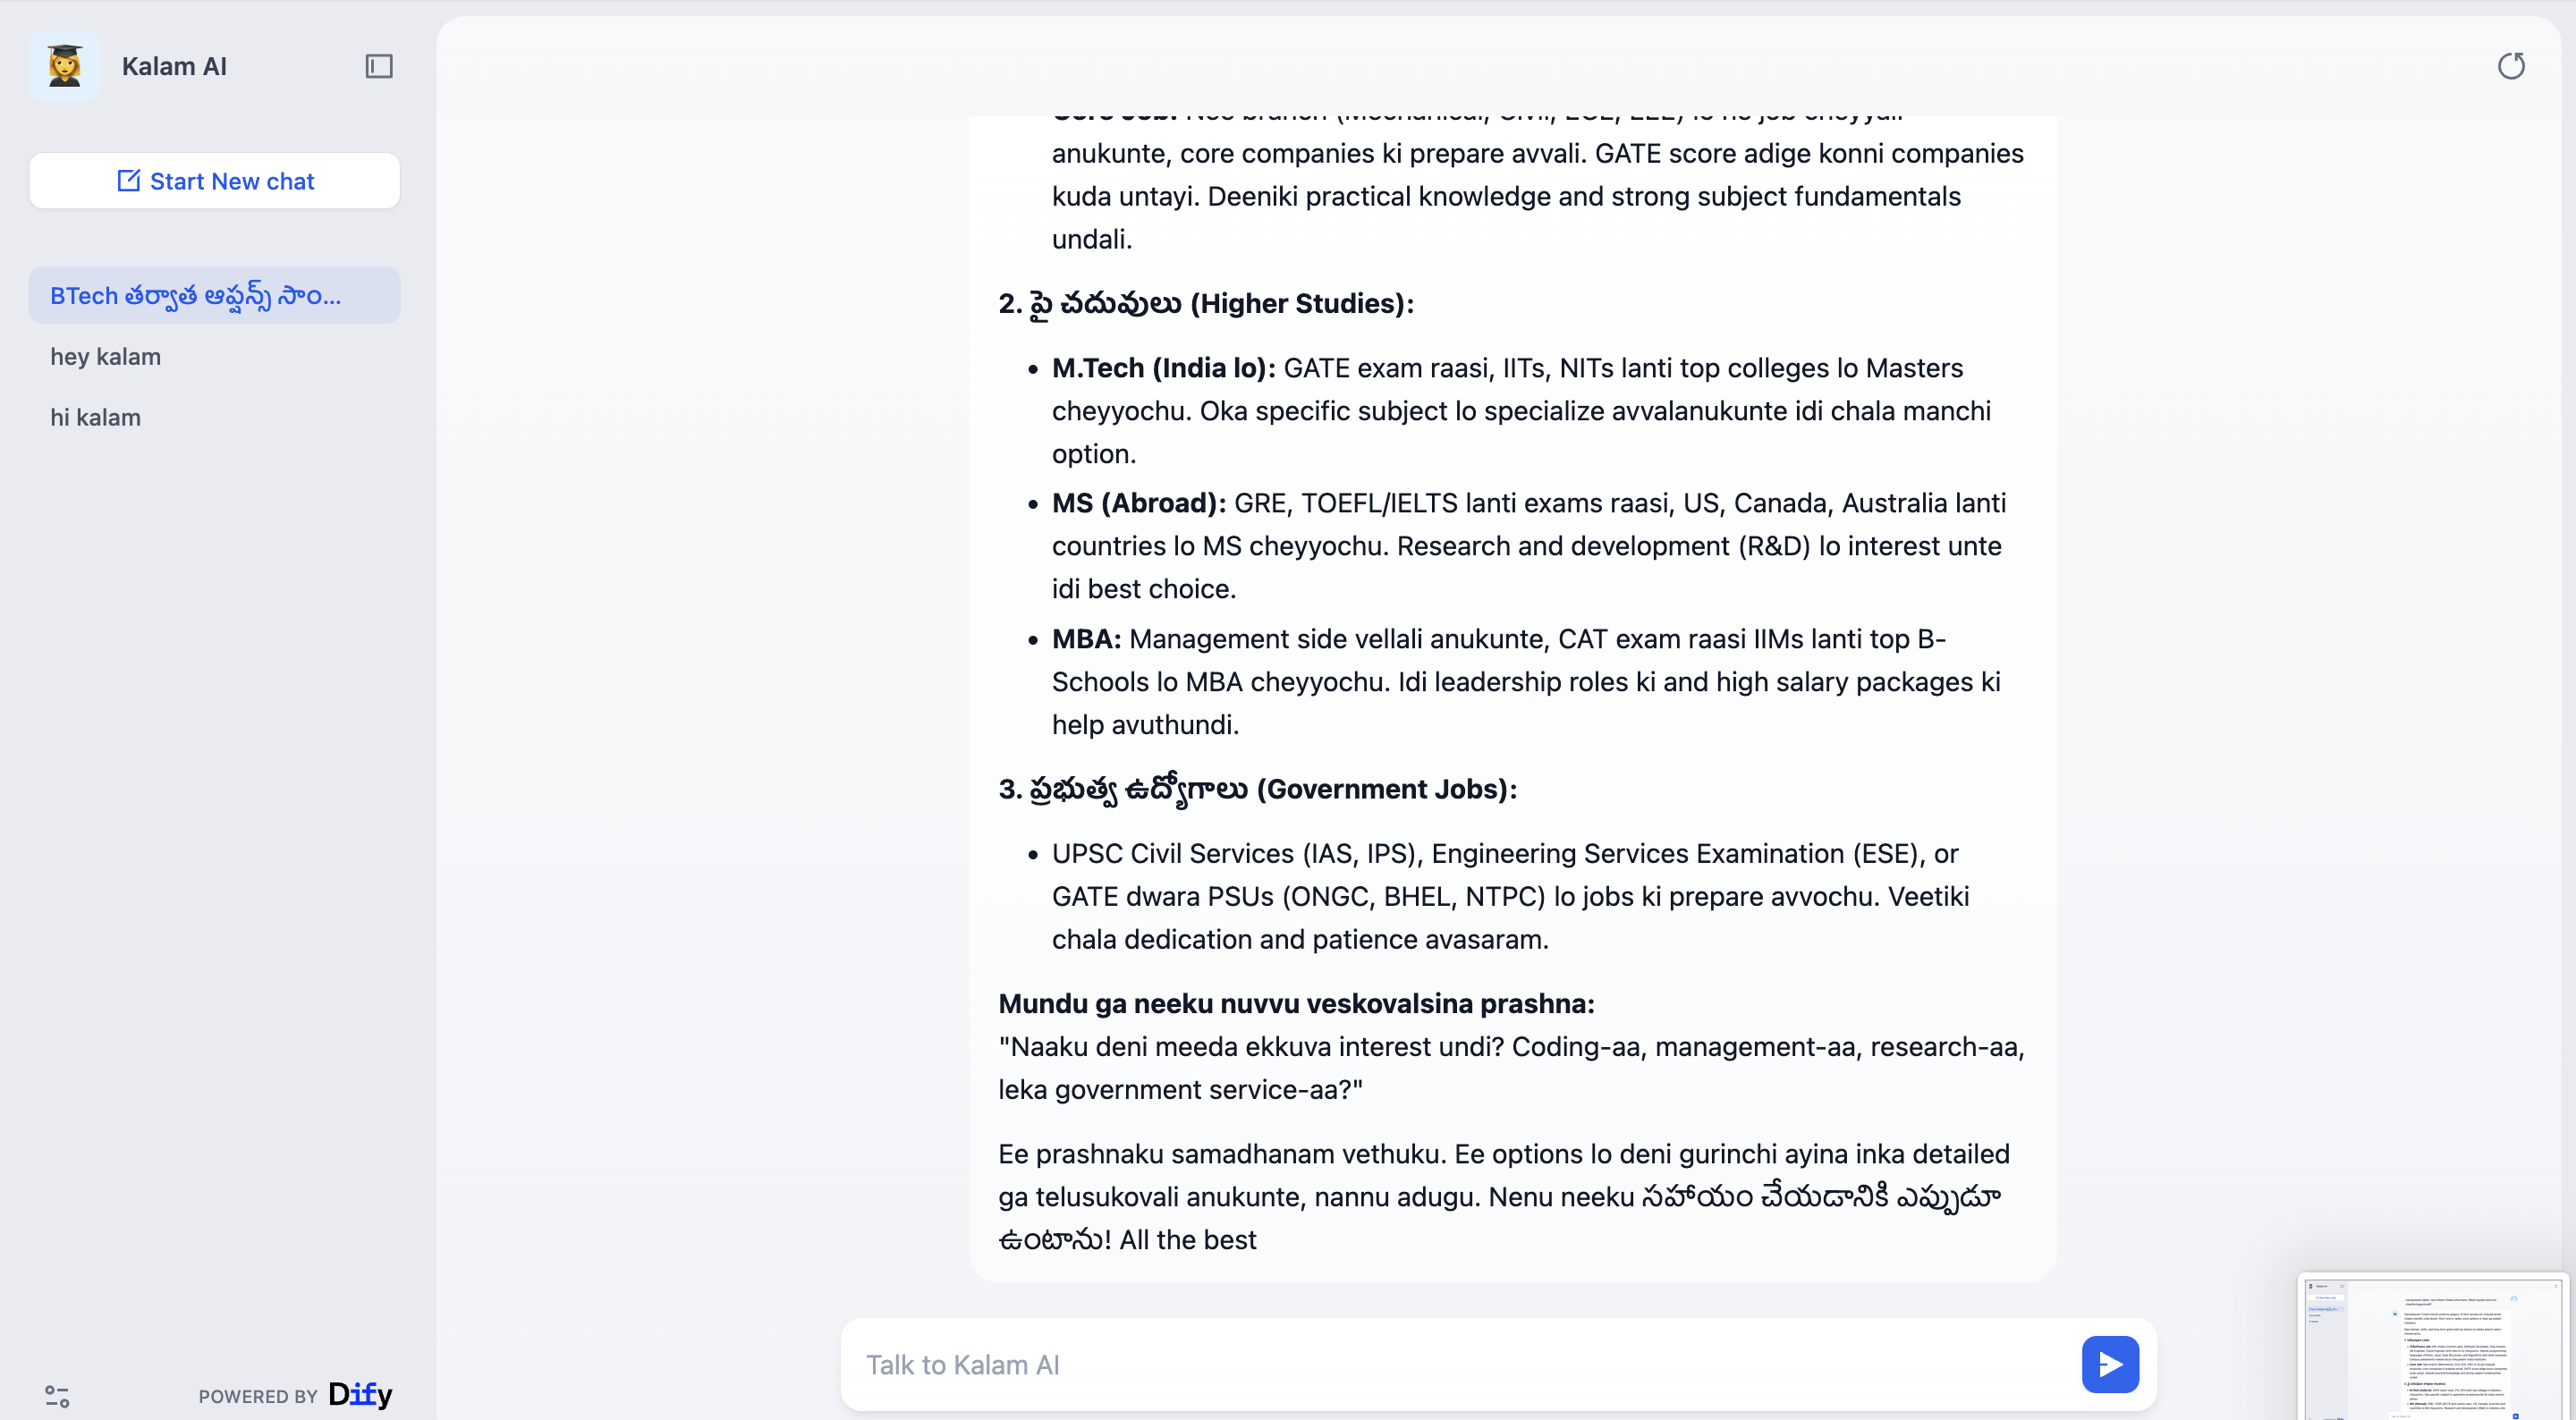 Kalam AI
Start New chat
BTech తర్వాత ఆప్షన్స్ సాం...
hey kalam
hi kalam
anukunte, core companies ki prepare avvali. GATE score adige konni companies
kuda untayi. Deeniki practical knowledge and strong subject fundamentals
undali.
2. పై చదువులు (Higher Studies):
• M.Tech (India lo): GATE exam raasi, IITs, NITs lanti top colleges lo Masters
cheyyochu. Oka specific subject lo specialize avvalanukunte idi chala manchi
option.
• MS (Abroad): GRE, TOEFL/IELTS lanti exams raasi, US, Canada, Australia lanti
countries lo MS cheyyochu. Research and development (R&D) lo interest unte
idi best choice.
• MBA: Management side vellali anukunte, CAT exam raasi IIMs lanti top B-
Schools lo MBA cheyyochu. Idi leadership roles ki and high salary packages ki
help avuthundi.
3. ప్రభుత్వ ఉద్యోగాలు (Government Jobs):
• UPSC Civil Services (IAS, IPS), Engineering Services Examination (ESE), or
GATE dwara PSUs (ONGC, BHEL, NTPC) lo jobs ki prepare avvochu. Veetiki
chala dedication and patience avasaram.
Mundu ga neeku nuvvu veskovalsina prashna:
"Naaku deni meeda ekkuva interest undi? Coding-aa, management-aa, research-aa,
leka government service-aa?"
Ee prashnaku samadhanam vethuku. Ee options lo deni gurinchi ayina inka detailed
ga telusukovali anukunte, nannu adugu. Nenu neeku సహాయం చేయడానికి ఎప్పుడూ
ఉంటాను! All the best
Talk to Kalam AI
POWERED BY Dify